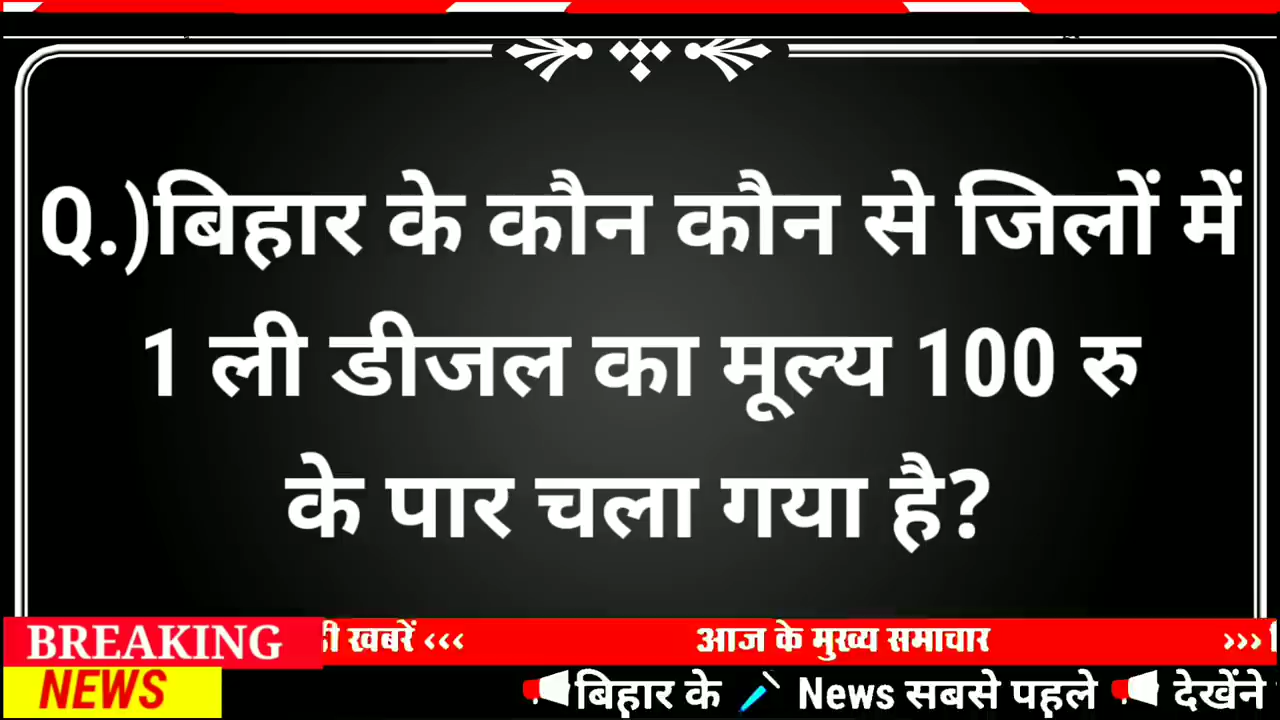 Q.)बिहार के कौन कौन से जिलों में
1 ली डीजल का मूल्य 100 रु
के पार चला गया है?
BREAKING
NEWS
खबरें ‹‹‹ आज के मुख्य समाचार ›››
बिहार के News सबसे पहले देखेंने